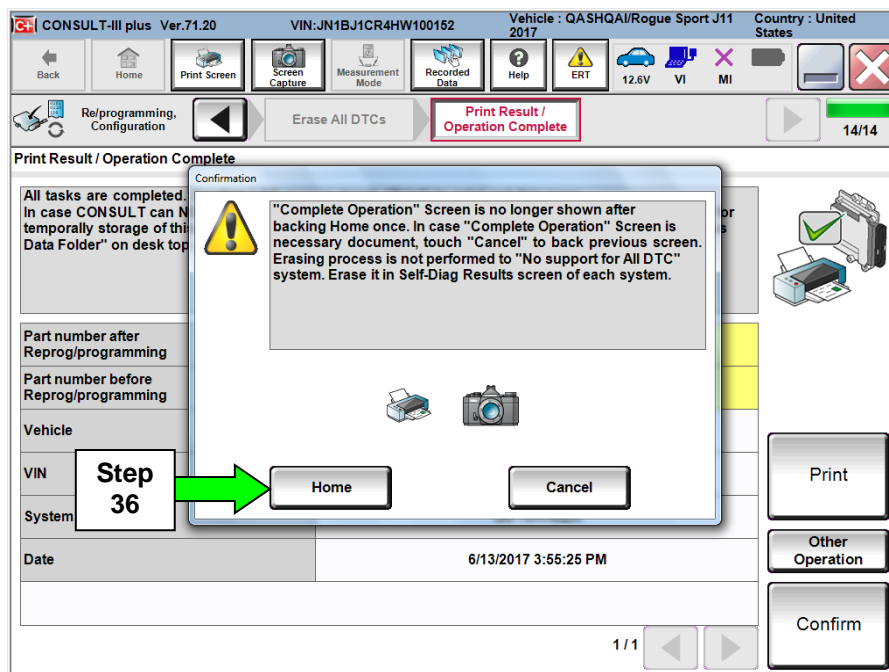 CONSULT-III plus Ver.71.20
VIN:JN1BJ1CR4HW100152
Vehicle : QASHQAI/Rogue Sport J11
2017
Country : United
States
Back
Home
Print Screen
Screen
Capture
Measurement
Mode
Recorded
Data
Help
ERT
12.6V
VI
MI
Re/programming,
Configuration
Erase All DTCs
Print Result /
Operation Complete
14/14
Print Result / Operation Complete
All tasks are completed.
In case CONSULT can N
temporally storage of this
Data Folder" on desk top
or
s
Confirmation
"Complete Operation" Screen is no longer shown after
backing Home once. In case "Complete Operation" Screen is
necessary document, touch "Cancel" to back previous screen.
Erasing process is not performed to "No support for All DTC"
system. Erase it in Self-Diag Results screen of each system.
Home
Cancel
Part number after
Reprog/programming
Part number before
Reprog/programming
Vehicle
VIN
System
Step
36
Date
6/13/2017 3:55:25 PM
1/1
Print
Other
Operation
Confirm